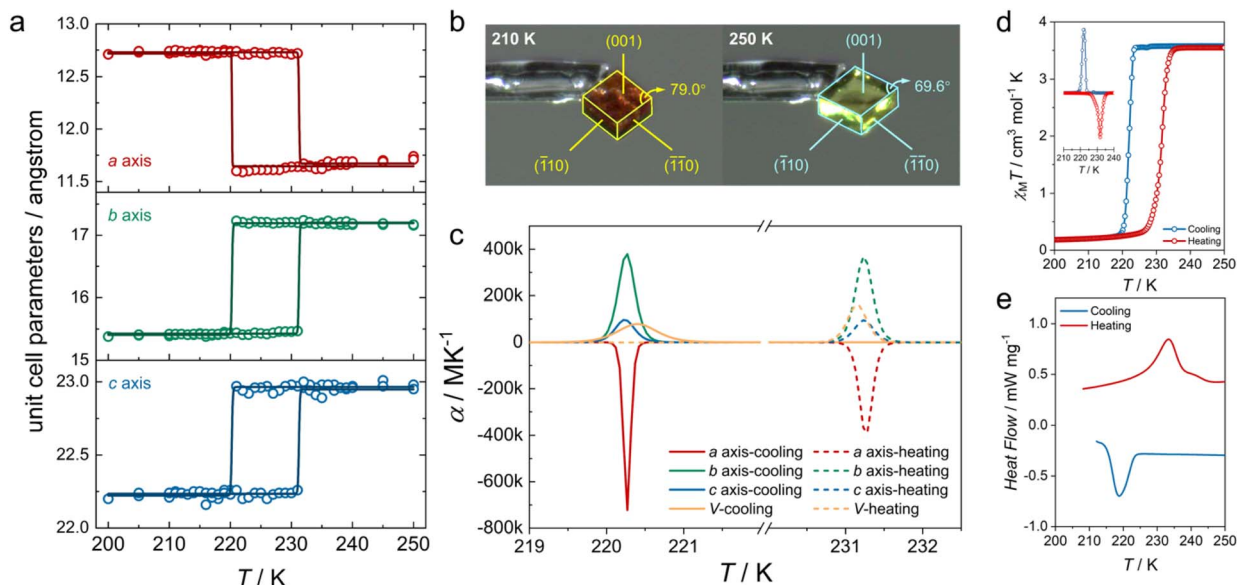 a
unit cell parameters / angstrom
13.0
12.5
12.0
11.5
a axis
17
16
15
b axis
23.0
22.5
22.0
c axis
200 210 220 230 240 250
T / K
b
210 K
(001)
79.0°
(1̄10)
(1̄1̄0)
250 K
(001)
69.6°
(1̄10)
(1̄1̄0)
c
α / MK⁻¹
400k
200k
0
-200k
-400k
-600k
-800k
a axis-cooling
b axis-cooling
c axis-cooling
V-cooling
a axis-heating
b axis-heating
c axis-heating
V-heating
219 220 221 231 232
T / K
d
χMT / cm³ mol⁻¹ K
4
3
2
1
0
210 220 230 240
T / K
Cooling
Heating
200 210 220 230 240 250
T / K
e
Heat Flow / mW mg⁻¹
Cooling
Heating
1.0
0.5
0.0
-0.5
-1.0
200 210 220 230 240 250
T / K